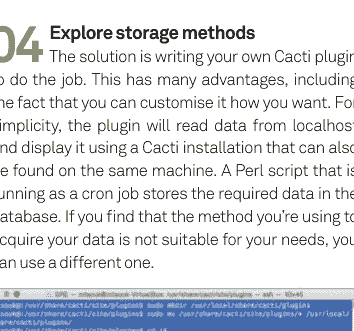 04 Explore storage methods
The solution is writing your own Cacti plugin
o do the job. This has many advantages, including
he fact that you can customise it how you want. For
implicity, the plugin will read data from localhost
nd display it using a Cacti installation that can also
e found on the same machine. A Perl script that is
unning as a cron job stores the required data in the
atabase. If you find that the method you're using to
cquire your data is not suitable for your needs, you
an use a different one.